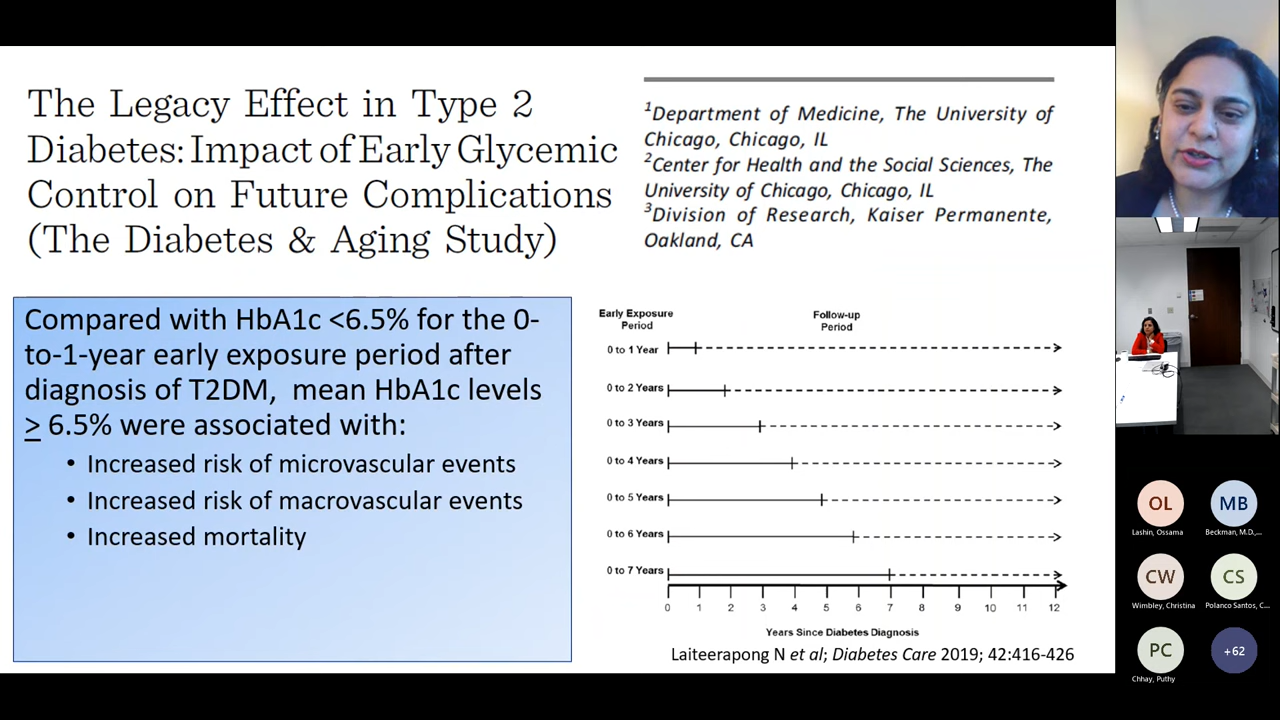 The Legacy Effect in Type 2
Diabetes: Impact of Early Glycemic
Control on Future Complications
(The Diabetes & Aging Study)
1Department of Medicine, The University of
Chicago, Chicago, IL
2Center for Health and the Social Sciences, The
University of Chicago, Chicago, IL
3Division of Research, Kaiser Permanente,
Oakland, CA
Compared with HbA1c <6.5% for the 0-
to-1-year early exposure period after
diagnosis of T2DM, mean HbA1c levels
> 6.5% were associated with:
• Increased risk of microvascular events
• Increased risk of macrovascular events
• Increased mortality
Early Exposure
Period
Follow-up
Period
0 to 1 Year
0 to 2 Years
0 to 3 Years
0 to 4 Years
0 to 5 Years
0 to 6 Years
0 to 7 Years
0 1 2 3 4 5 6 7 8 9 10 11 12
Years Since Diabetes Diagnosis
Laiteerapong N et al; Diabetes Care 2019; 42:416-426
OL
MB
Lashin, Ossama
Beckman, M.D.,...
CW
CS
Wimbley, Christina
Polanco Santos, C...
PC
+62
Chhay, Puthy